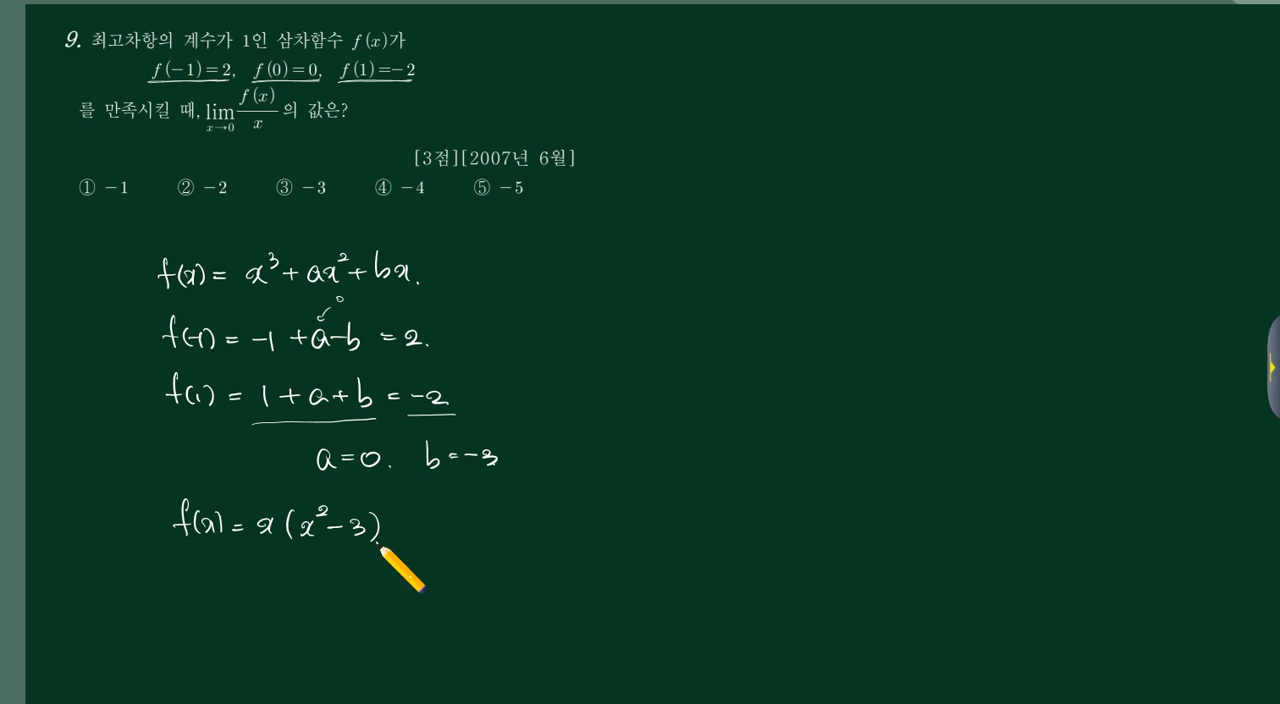 9. 최고차항의 계수가 1인 삼차함수 f(x)가
f(-1)=2, f(0)=0, f(1)=-2
를 만족시킬 때, lim x→0 f(x)/x 의 값은?
[3점][2007년 6월]
① -1 ② -2 ③ -3 ④ -4 ⑤ -5
f(x) = x³+ax²+bx.
0
f(-1) = -1 +a-b = 2.
f(1) = 1+a+b = -2
a=0. b=-3
f(x) = x(x²-3)